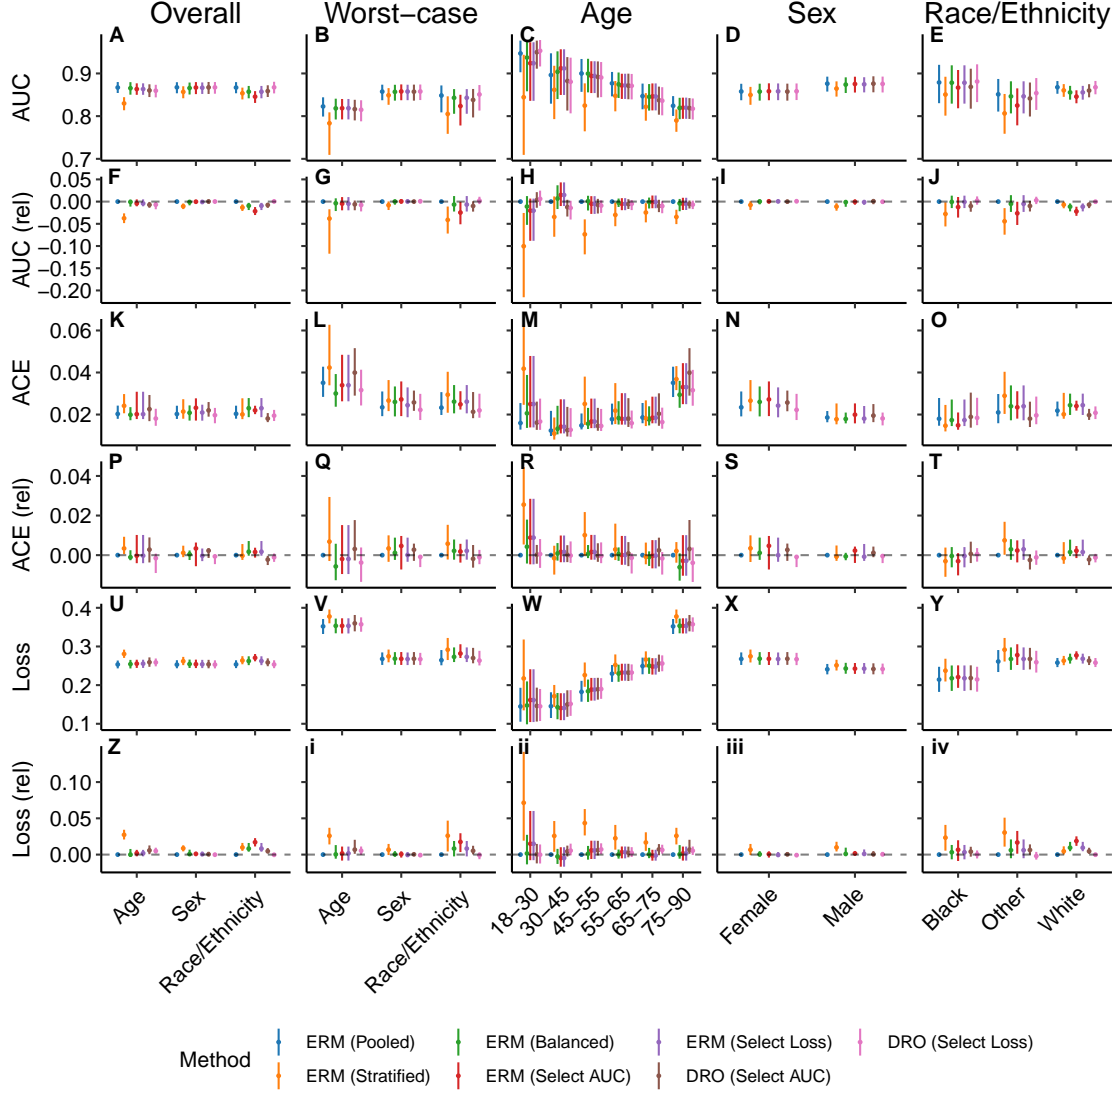 Overall Worst−case Age Sex Race/Ethnicity
A B C D E
AUC
0.9
0.8
0.7
F G H I J
AUC (rel)
0.05
0.00
−0.05
−0.10
−0.15
−0.20
K L M N O
ACE
0.06
0.04
0.02
P Q R S T
ACE (rel)
0.04
0.02
0.00
U V W X Y
Loss
0.4
0.3
0.2
0.1
Z i ii iii iv
Loss (rel)
0.10
0.05
0.00
Age Sex Race/Ethnicity Age Sex Race/Ethnicity 18−30 30−45 45−55 55−65 65−75 75−90 Female Male Black Other White
Method
ERM (Pooled) ERM (Balanced) ERM (Select Loss) DRO (Select Loss)
ERM (Stratified) ERM (Select AUC) DRO (Select AUC)